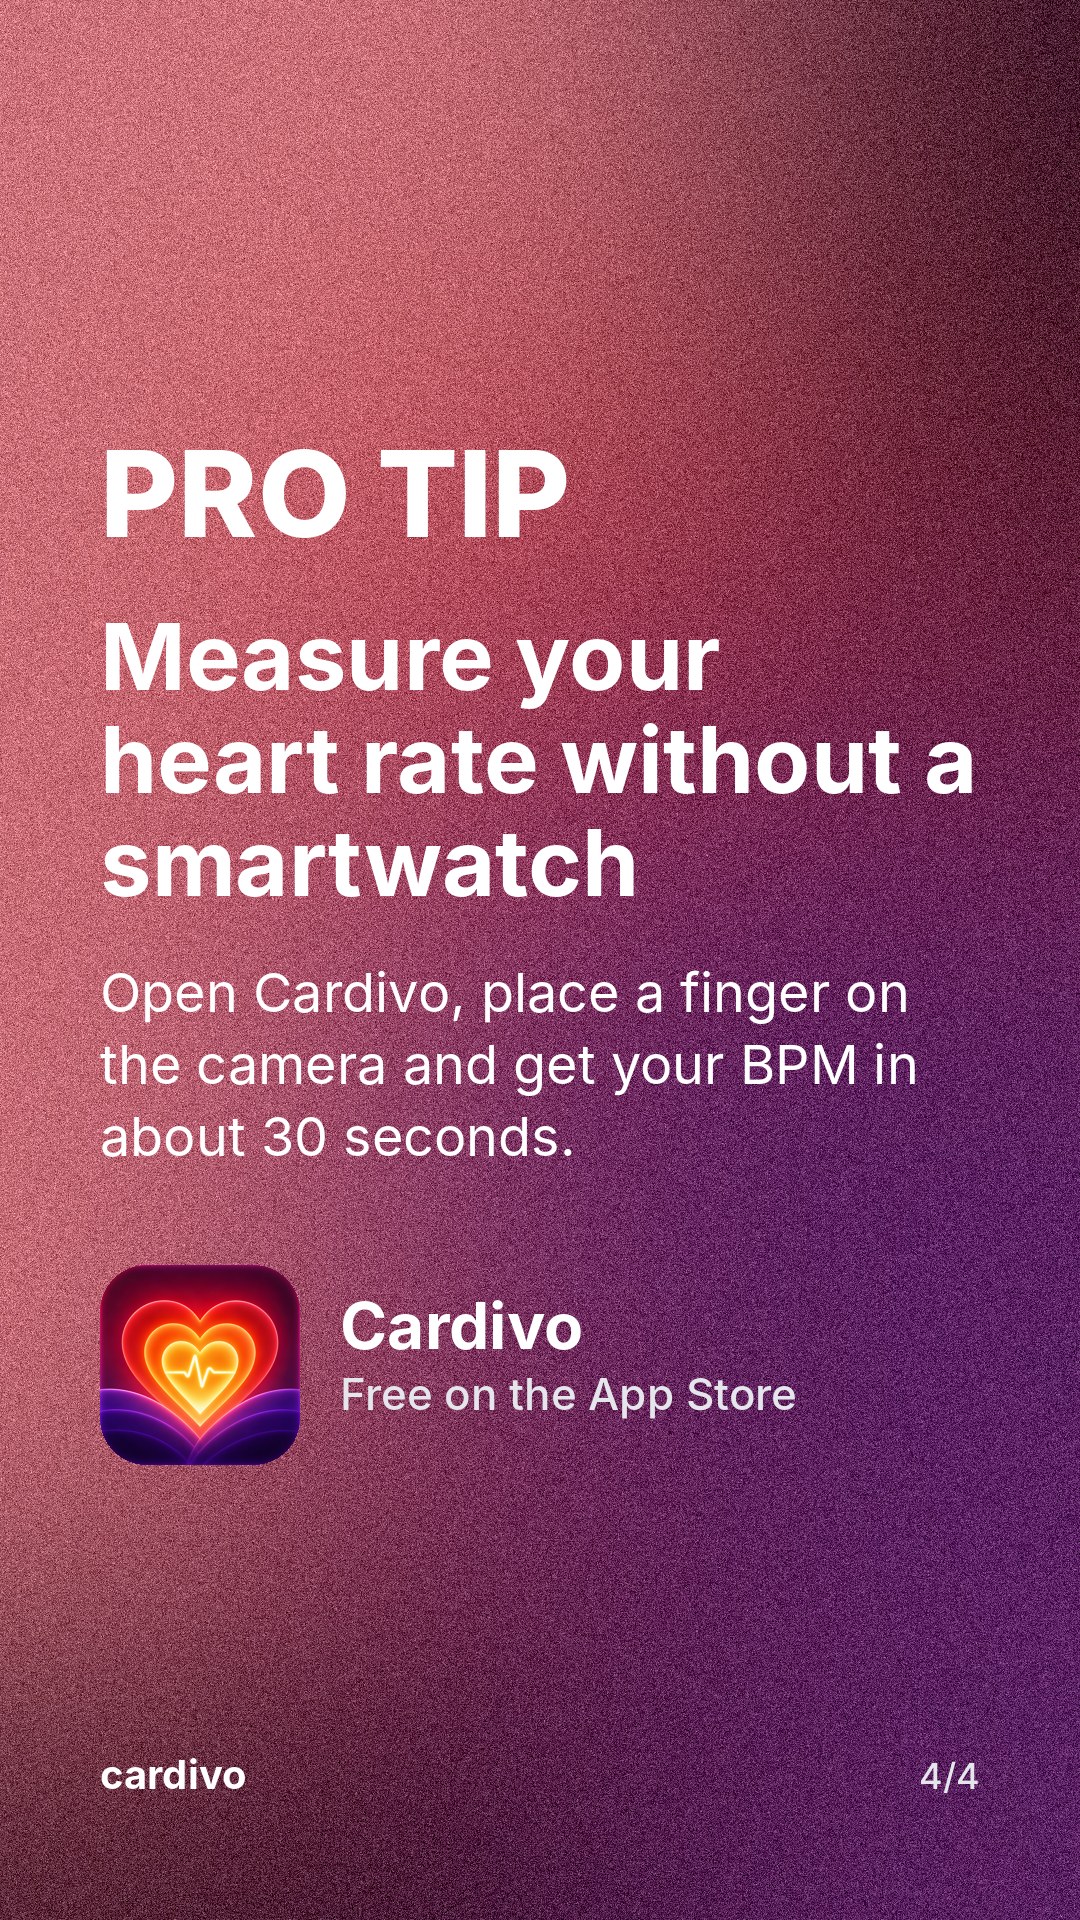 PRO TIP
Measure your
heart rate without a
smartwatch
Open Cardivo, place a finger on
the camera and get your BPM in
about 30 seconds.
Cardivo
Free on the App Store
cardivo
4/4